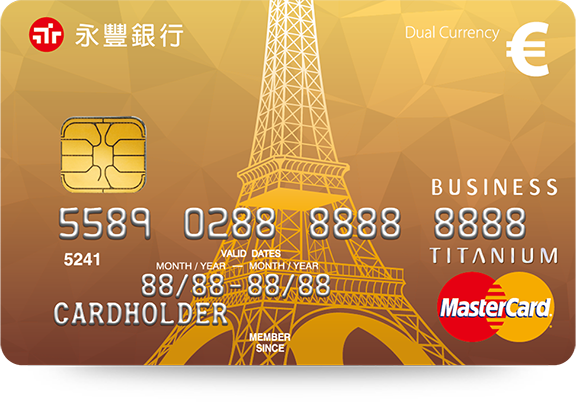 永豐銀行
Dual Currency
€
BUSINESS
5589 0288 8888 8888
5241
VALID DATES
TITANIUM
MONTH / YEAR — MONTH / YEAR
88/88-88/88
CARDHOLDER
MasterCard
MEMBER
SINCE